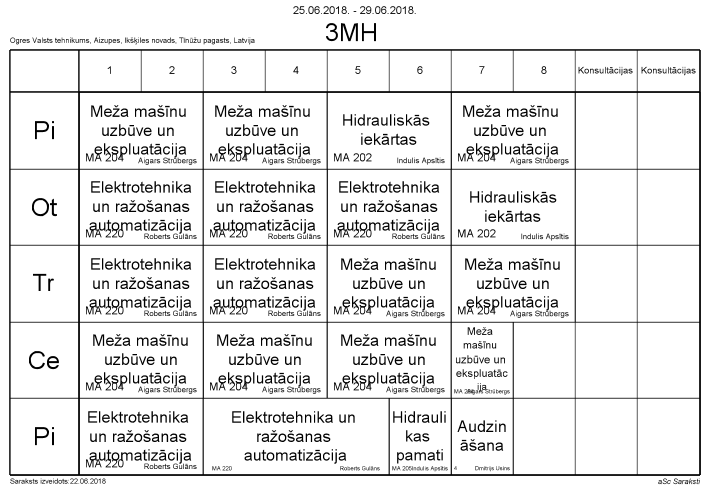 25.06.2018. - 29.06.2018.
3MH
Ogres Valsts tehnikums, Aizupes, Ikšķiles novads, Tīnūžu pagasts, Latvija
1 2 3 4 5 6 7 8 Konsultācijas Konsultācijas
Pi
Meža mašīnu
uzbūve un
ekspluatācija
MA 204 Aigars Strūbergs
Meža mašīnu
uzbūve un
ekspluatācija
MA 204 Aigars Strūbergs
Hidrauliskās
iekārtas
MA 202 Indulis Apsītis
Meža mašīnu
uzbūve un
ekspluatācija
MA 204 Aigars Strūbergs
Ot
Elektrotehnika
un ražošanas
automatizācija
MA 220 Roberts Gulāns
Elektrotehnika
un ražošanas
automatizācija
MA 220 Roberts Gulāns
Elektrotehnika
un ražošanas
automatizācija
MA 220 Roberts Gulāns
Hidrauliskās
iekārtas
MA 202 Indulis Apsītis
Tr
Elektrotehnika
un ražošanas
automatizācija
MA 220 Roberts Gulāns
Elektrotehnika
un ražošanas
automatizācija
MA 220 Roberts Gulāns
Meža mašīnu
uzbūve un
ekspluatācija
MA 204 Aigars Strūbergs
Meža mašīnu
uzbūve un
ekspluatācija
MA 204 Aigars Strūbergs
Ce
Meža mašīnu
uzbūve un
ekspluatācija
MA 204 Aigars Strūbergs
Meža mašīnu
uzbūve un
ekspluatācija
MA 204 Aigars Strūbergs
Meža mašīnu
uzbūve un
ekspluatācija
MA 204 Aigars Strūbergs
Meža
mašīnu
uzbūve un
ekspluatāc
ija
MA 204 Aigars Strūbergs
Pi
Elektrotehnika
un ražošanas
automatizācija
MA 220 Roberts Gulāns
Elektrotehnika un
ražošanas
automatizācija
MA 220 Roberts Gulāns
Hidrauli
kas
pamati
MA 205 Indulis Apsītis
Audzin
āšana
4 Dmitrijs Usins
Saraksts izveidots:22.06.2018
aSc Saraksti